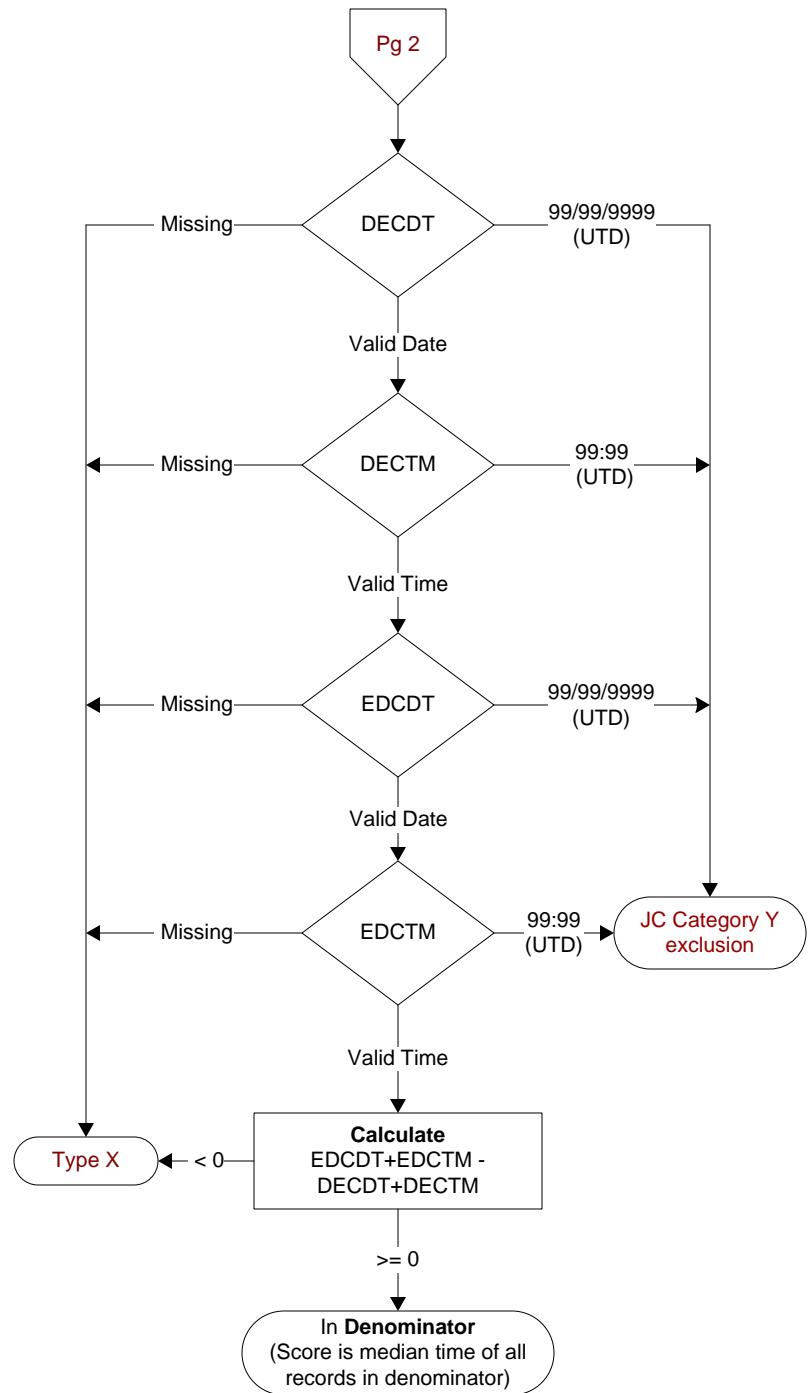 Pg 2
Missing
DECDT
99/99/9999
(UTD)
Valid Date
Missing
DECTM
99:99
(UTD)
Valid Time
Missing
EDCDT
99/99/9999
(UTD)
Valid Date
Missing
EDCTM
99:99
(UTD)
JC Category Y
exclusion
Valid Time
Type X
< 0
Calculate
EDCDT+EDCTM -
DECDT+DECTM
>= 0
In Denominator
(Score is median time of all
records in denominator)